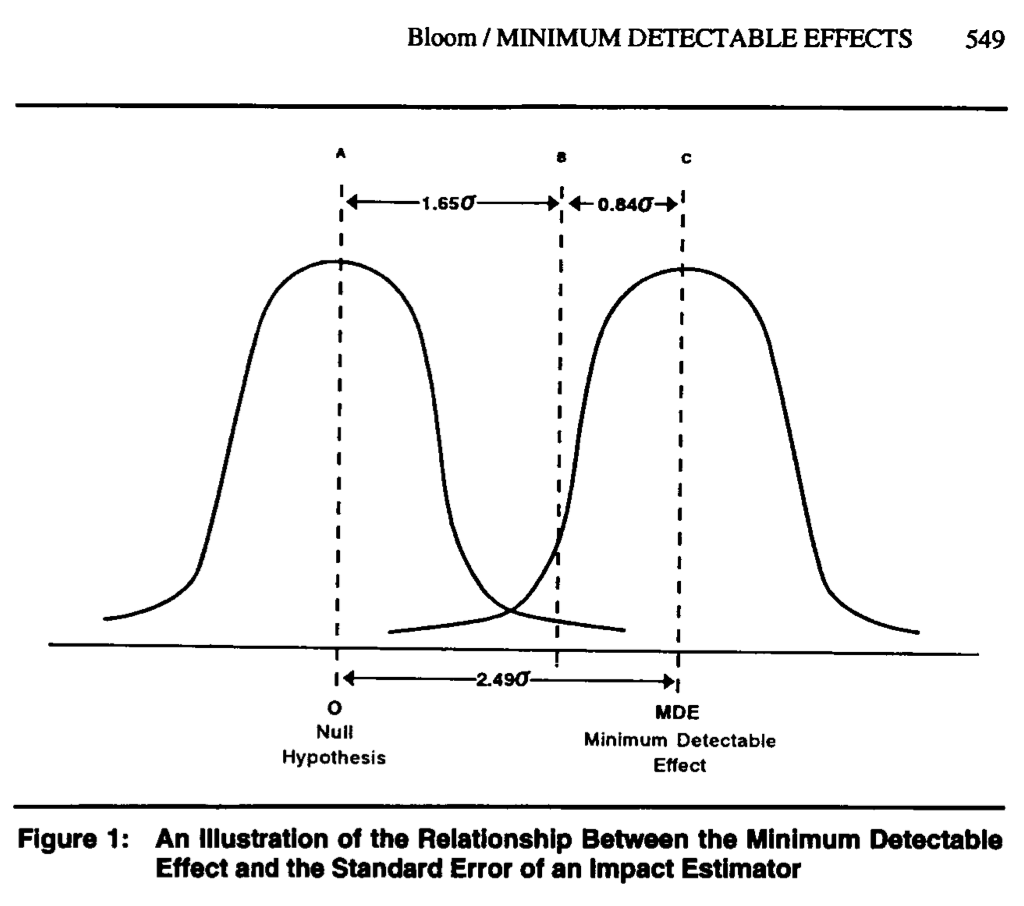 Bloom / MINIMUM DETECTABLE EFFECTS 549
A B C
1.65σ 0.84σ
2.49σ
O MDE
Null Minimum Detectable
Hypothesis Effect
Figure 1: An Illustration of the Relationship Between the Minimum Detectable
Effect and the Standard Error of an Impact Estimator